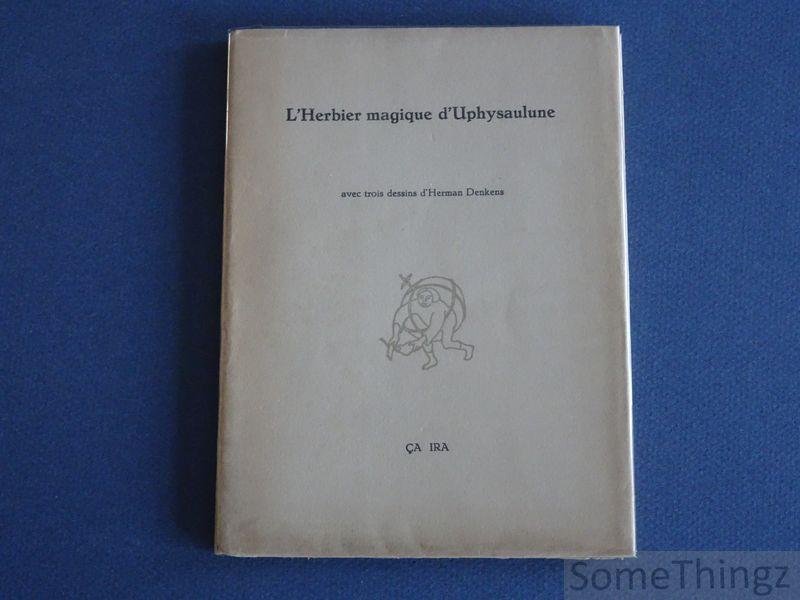 L'Herbier magique d'Uphysaulune
avec trois dessins d'Herman Denkens
ÇA IRA
SomeThingz